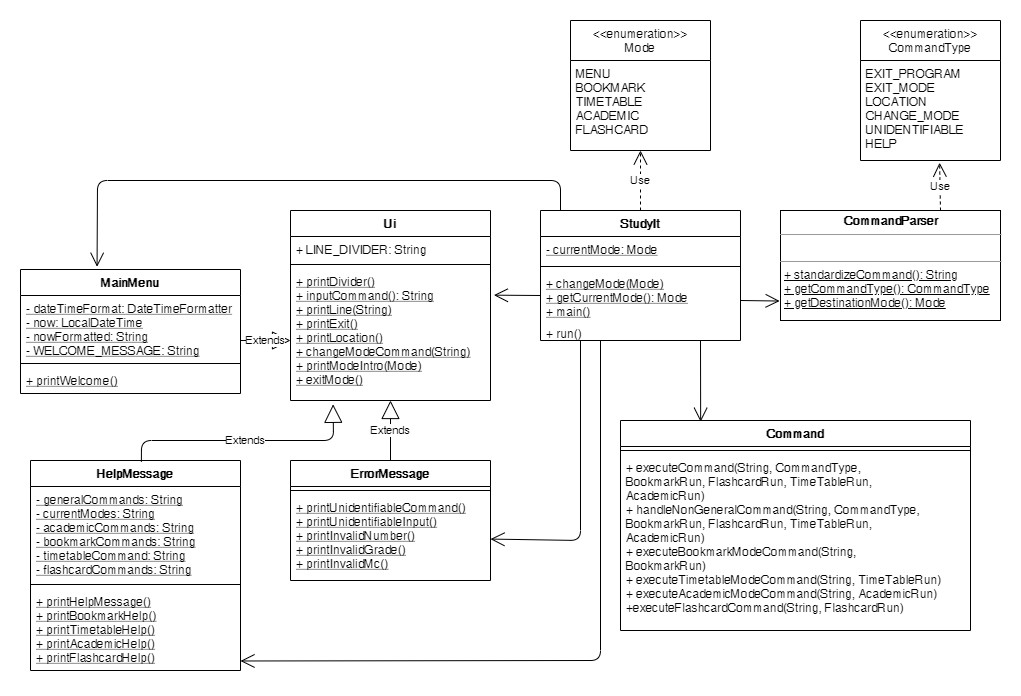 <<enumeration>>
Mode
MENU
BOOKMARK
TIMETABLE
ACADEMIC
FLASHCARD
<<enumeration>>
CommandType
EXIT_PROGRAM
EXIT_MODE
LOCATION
CHANGE_MODE
UNIDENTIFIABLE
HELP
Use
Use
MainMenu
- dateTimeFormat: DateTimeFormatter
- now: LocalDateTime
- nowFormatted: String
- WELCOME_MESSAGE: String
+ printWelcome()
Extends
Ui
+ LINE_DIVIDER: String
+ printDivider()
+ inputCommand(): String
+ printLine(String)
+ printExit()
+ printLocation()
+ changeModeCommand(String)
+ printModeIntro(Mode)
+ exitMode()
StudyIt
- currentMode: Mode
+ changeMode(Mode)
+ getCurrentMode(): Mode
+ main()
+ run()
CommandParser
+ standardizeCommand(): String
+ getCommandType(): CommandType
+ getDestinationMode(): Mode
Extends
Extends
HelpMessage
- generalCommands: String
- currentModes: String
- academicCommands: String
- bookmarkCommands: String
- timetableCommand: String
- flashcardCommands: String
+ printHelpMessage()
+ printBookmarkHelp()
+ printTimetableHelp()
+ printAcademicHelp()
+ printFlashcardHelp()
ErrorMessage
+ printUnidentifiableCommand()
+ printUnidentifiableInput()
+ printInvalidNumber()
+ printInvalidGrade()
+ printInvalidMc()
Command
+ executeCommand(String, CommandType,
BookmarkRun, FlashcardRun, TimeTableRun,
AcademicRun)
+ handleNonGeneralCommand(String, CommandType,
BookmarkRun, FlashcardRun, TimeTableRun,
AcademicRun)
+ executeBookmarkModeCommand(String,
BookmarkRun)
+ executeTimetableModeCommand(String, TimeTableRun)
+ executeAcademicModeCommand(String, AcademicRun)
+executeFlashcardCommand(String, FlashcardRun)